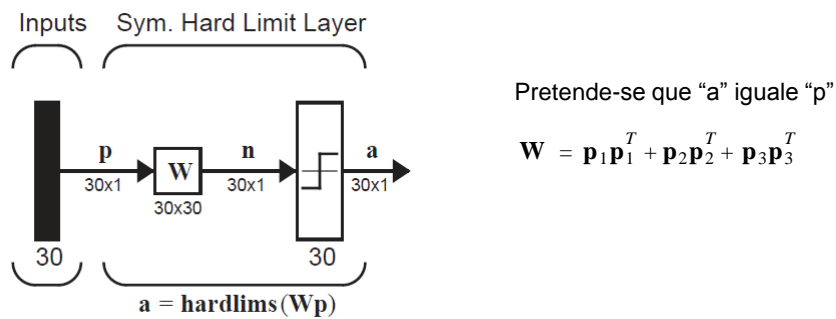 Inputs Sym. Hard Limit Layer
Pretende-se que “a” iguale “p”
W = p₁p₁ᵀ + p₂p₂ᵀ + p₃p₃ᵀ
p W n a
30x1 30x1 30x1
30x30
30 30
a = hardlims(Wp)